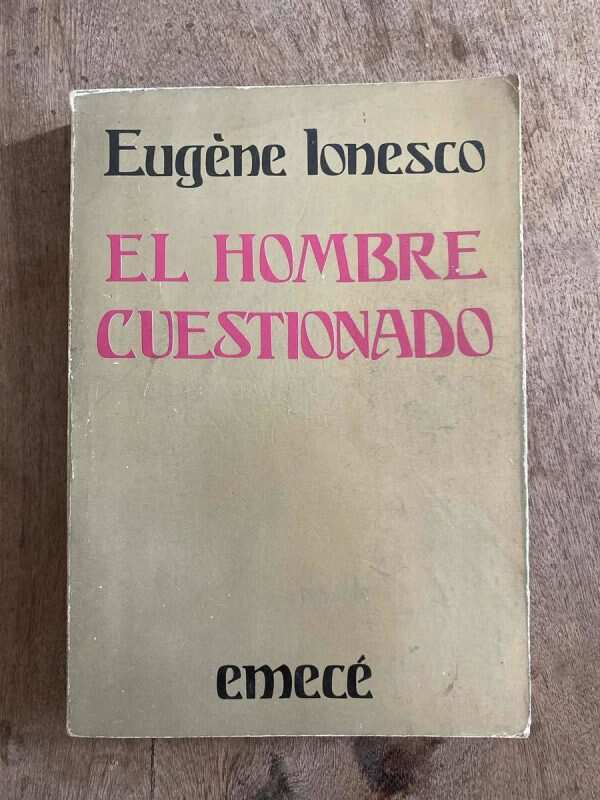 Eugène Ionesco
EL HOMBRE
CUESTIONADO
emecé